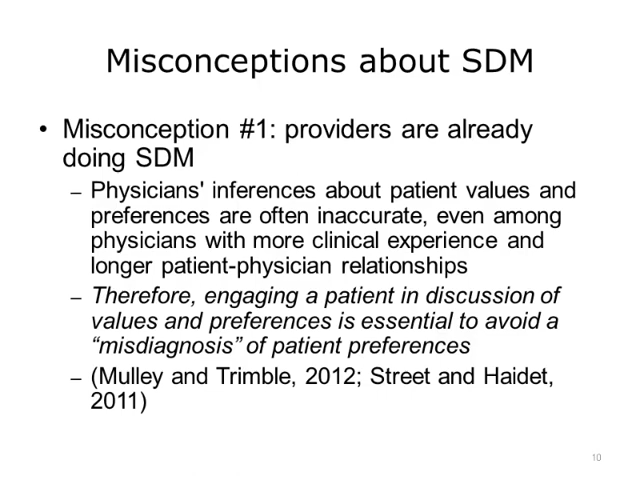 Misconceptions about SDM
• Misconception #1: providers are already
doing SDM
– Physicians' inferences about patient values and
preferences are often inaccurate, even among
physicians with more clinical experience and
longer patient-physician relationships
– Therefore, engaging a patient in discussion of
values and preferences is essential to avoid a
“misdiagnosis” of patient preferences
– (Mulley and Trimble, 2012; Street and Haidet,
2011)
10